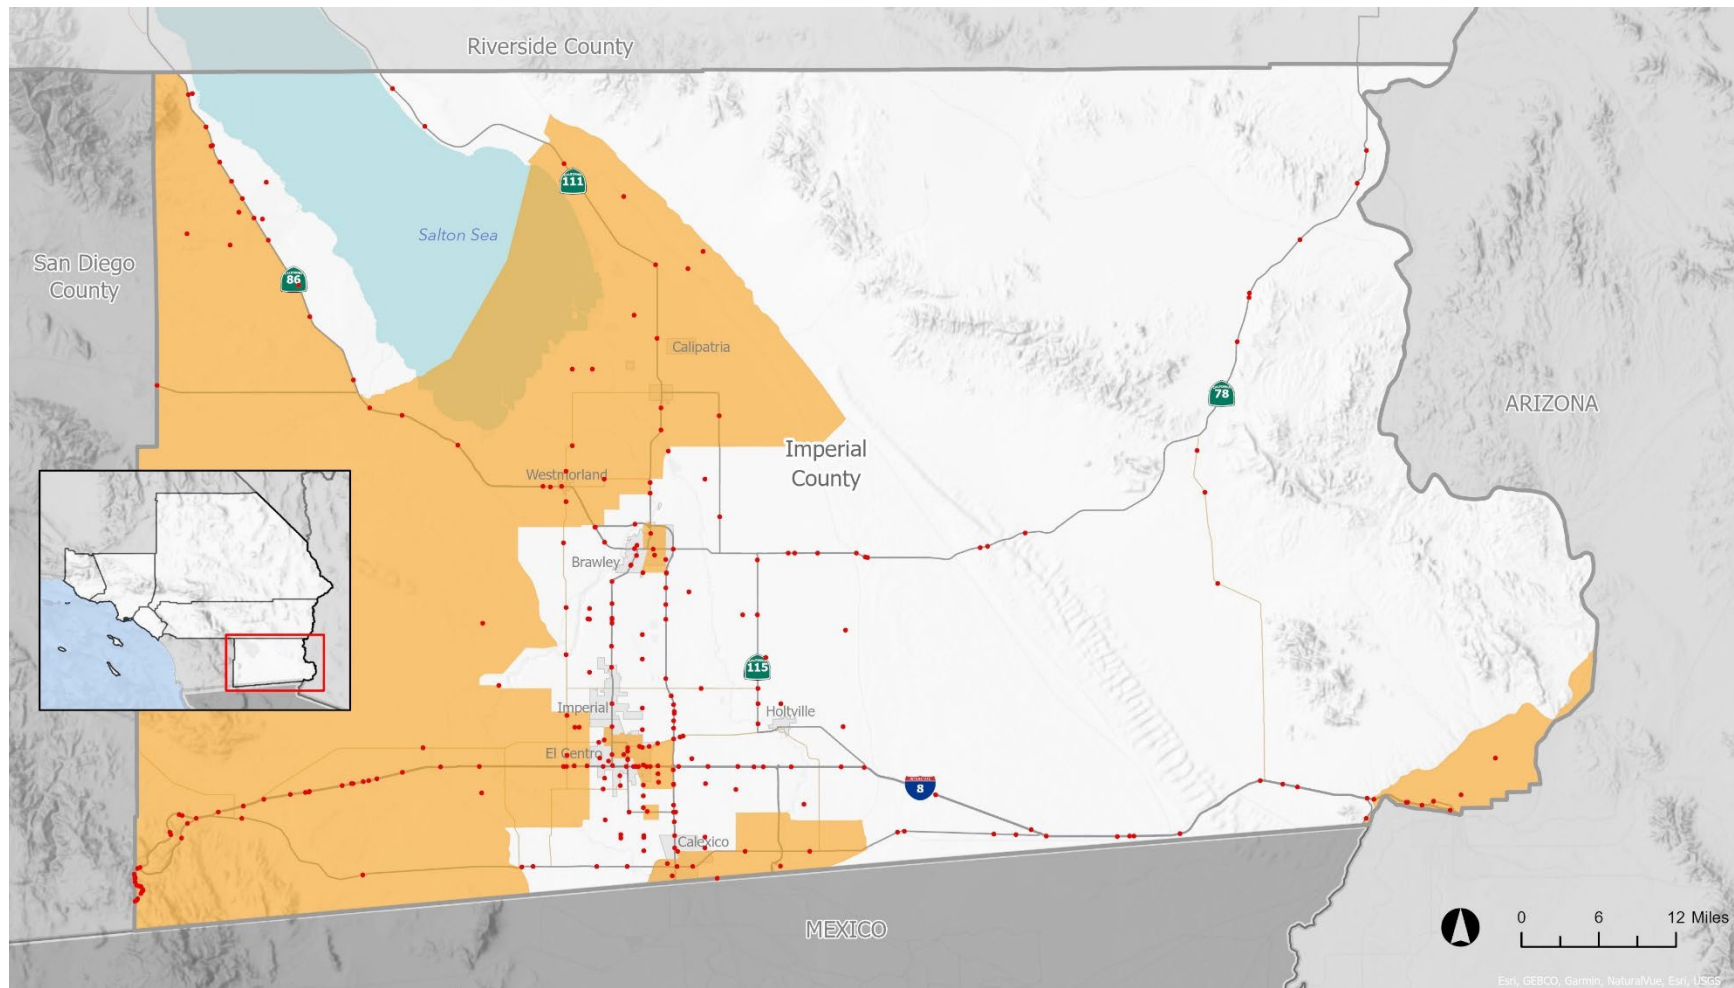 Riverside County
111
Salton Sea
San Diego
County
86
Calipatria
78
ARIZONA
Imperial
County
Westmorland
Brawley
115
Imperial
Holtville
El Centro
8
Calexico
MEXICO
0 6 12 Miles
Esri, GEBCO, Garmin, NaturalVue, Esri, USGS